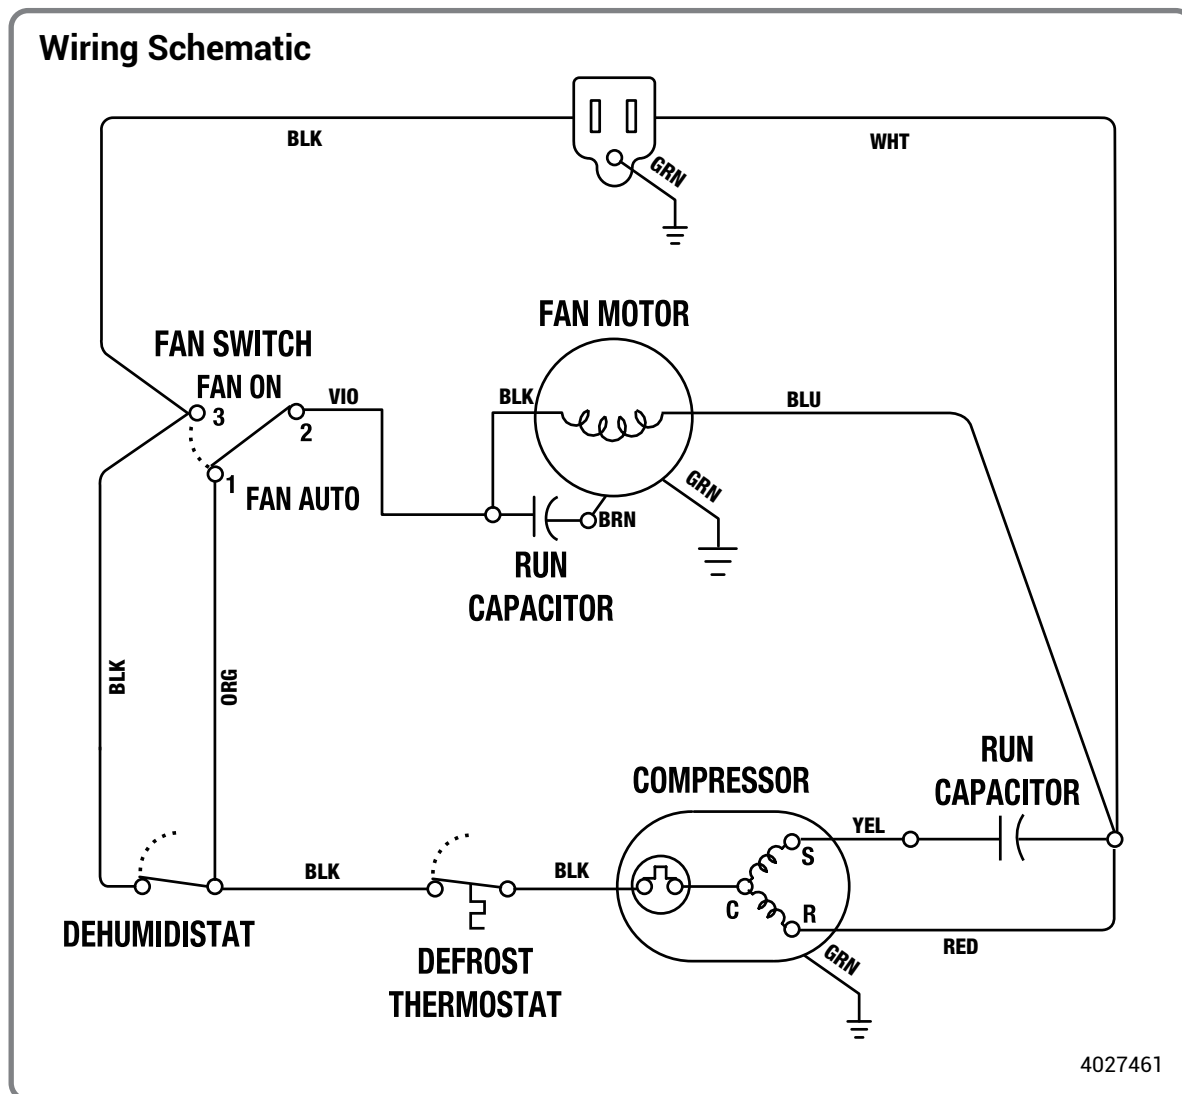 Wiring Schematic
BLK
WHT
GRN
FAN MOTOR
FAN SWITCH
FAN ON
VIO
BLK
BLU
3
2
1
FAN AUTO
GRN
BRN
RUN
CAPACITOR
BLK
ORG
COMPRESSOR
RUN
CAPACITOR
YEL
S
BLK
BLK
C
R
DEHUMIDISTAT
RED
DEFROST
THERMOSTAT
GRN
4027461